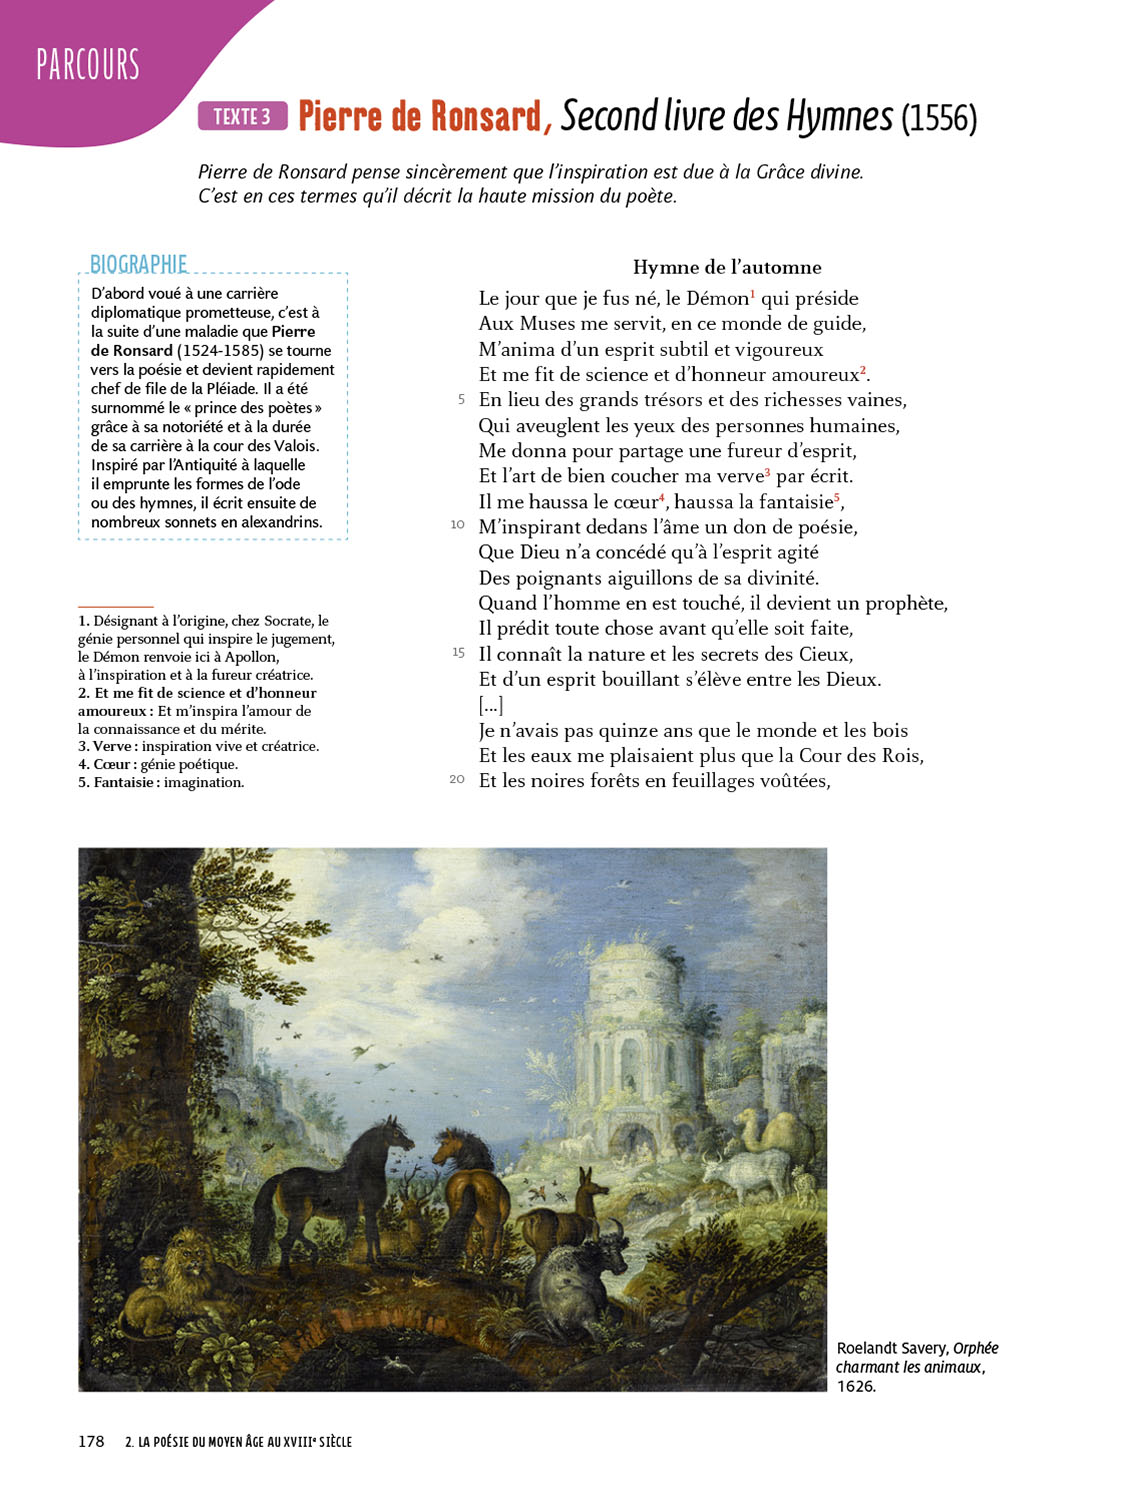 PARCOURS
TEXTE 3 Pierre de Ronsard, Second livre des Hymnes (1556)
Pierre de Ronsard pense sincèrement que l’inspiration est due à la Grâce divine.
C’est en ces termes qu’il décrit la haute mission du poète.
BIOGRAPHIE
D’abord voué à une carrière
diplomatique prometteuse, c’est à
la suite d’une maladie que Pierre
de Ronsard (1524-1585) se tourne
vers la poésie et devient rapidement
chef de file de la Pléiade. Il a été
surnommé le « prince des poètes »
grâce à sa notoriété et à la durée
de sa carrière à la cour des Valois.
Inspiré par l’Antiquité à laquelle
il emprunte les formes de l’ode
ou des hymnes, il écrit ensuite de
nombreux sonnets en alexandrins.
1. Désignant à l’origine, chez Socrate, le
génie personnel qui inspire le jugement,
le Démon renvoie ici à Apollon,
à l’inspiration et à la fureur créatrice.
2. Et me fit de science et d’honneur
amoureux : Et m’inspira l’amour de
la connaissance et du mérite.
3. Verve : inspiration vive et créatrice.
4. Cœur : génie poétique.
5. Fantaisie : imagination.
Hymne de l’automne
Le jour que je fus né, le Démon1 qui préside
Aux Muses me servit, en ce monde de guide,
M’anima d’un esprit subtil et vigoureux
Et me fit de science et d’honneur amoureux2.
5 En lieu des grands trésors et des richesses vaines,
Qui aveuglent les yeux des personnes humaines,
Me donna pour partage une fureur d’esprit,
Et l’art de bien coucher ma verve3 par écrit.
Il me haussa le cœur4, haussa la fantaisie5,
10 M’inspirant dedans l’âme un don de poésie,
Que Dieu n’a concédé qu’à l’esprit agité
Des poignants aiguillons de sa divinité.
Quand l’homme en est touché, il devient un prophète,
Il prédit toute chose avant qu’elle soit faite,
15 Il connaît la nature et les secrets des Cieux,
Et d’un esprit bouillant s’élève entre les Dieux.
[...]
Je n’avais pas quinze ans que le monde et les bois
Et les eaux me plaisaient plus que la Cour des Rois,
20 Et les noires forêts en feuillages voûtées,
Roelandt Savery, Orphée
charmant les animaux,
1626.
178 2. LA POÉSIE DU MOYEN ÂGE AU XVIIIe SIÈCLE